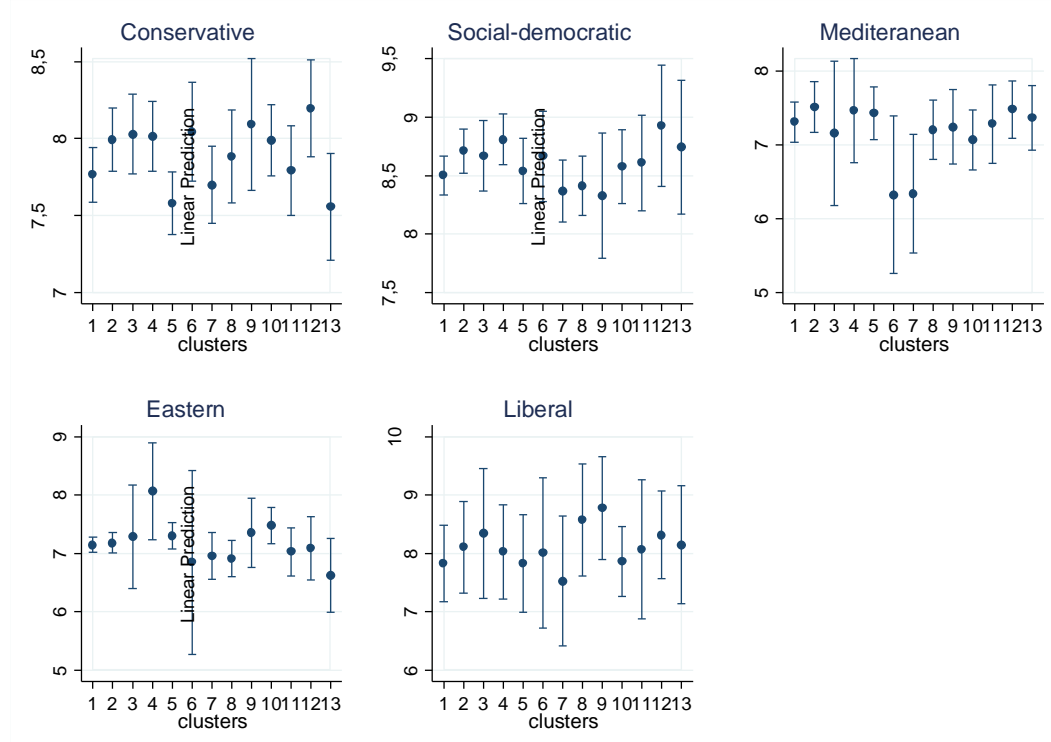 Conservative
8,5
8
7,5
7
Linear Prediction
1 2 3 4 5 6 7 8 9 10 11 12 13
clusters
Social-democratic
9,5
9
8,5
8
7,5
Linear Prediction
1 2 3 4 5 6 7 8 9 10 11 12 13
clusters
Mediteranean
8
7
6
5
1 2 3 4 5 6 7 8 9 10 11 12 13
clusters
Eastern
9
8
7
6
5
Linear Prediction
1 2 3 4 5 6 7 8 9 10 11 12 13
clusters
Liberal
10
9
8
7
6
1 2 3 4 5 6 7 8 9 10 11 12 13
clusters